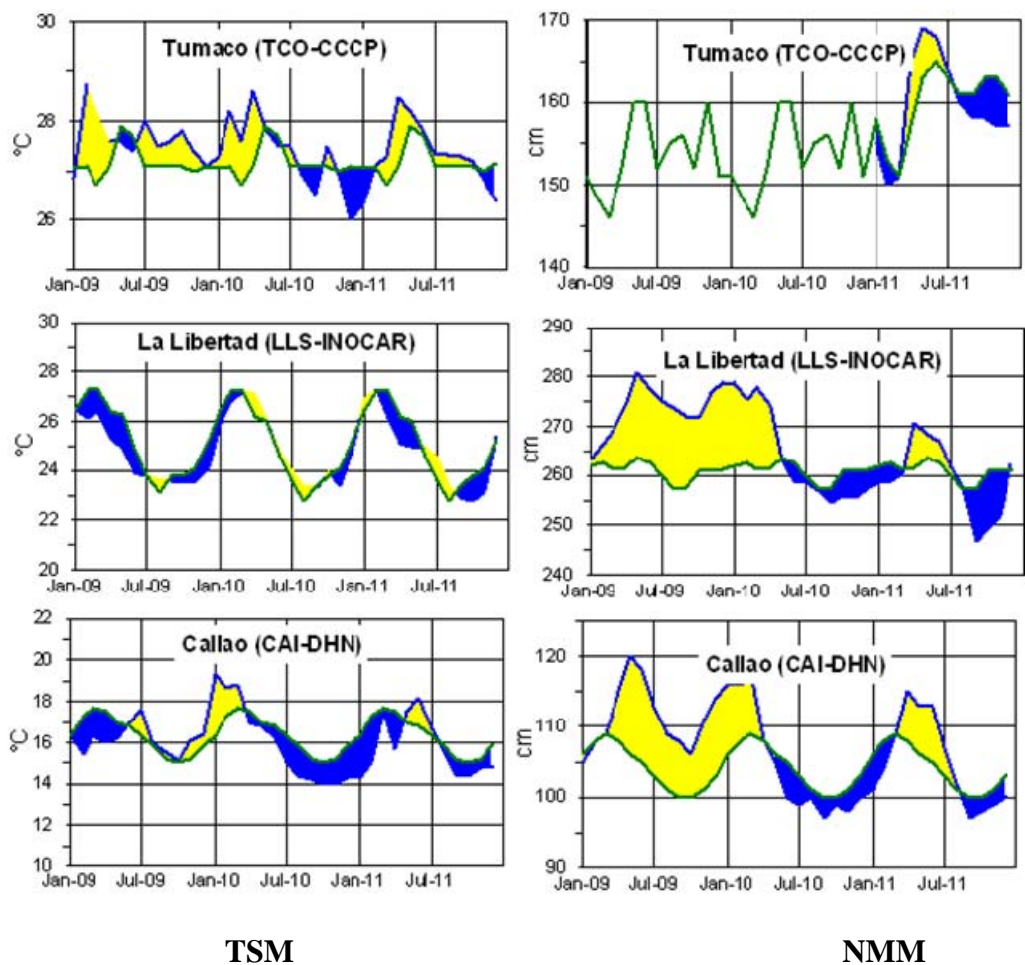 30
28
26
°C
Tumaco (TCO-CCCP)
Jan-09 Jul-09 Jan-10 Jul-10 Jan-11 Jul-11
170
160
150
140
cm
Tumaco (TCO-CCCP)
Jan-09 Jul-09 Jan-10 Jul-10 Jan-11 Jul-11
30
28
26
24
22
20
°C
La Libertad (LLS-INOCAR)
Jan-09 Jul-09 Jan-10 Jul-10 Jan-11 Jul-11
290
280
270
260
250
240
cm
La Libertad (LLS-INOCAR)
Jan-09 Jul-09 Jan-10 Jul-10 Jan-11 Jul-11
22
20
18
16
14
12
10
°C
Callao (CAI-DHN)
Jan-09 Jul-09 Jan-10 Jul-10 Jan-11 Jul-11
120
110
100
90
cm
Callao (CAI-DHN)
Jan-09 Jul-09 Jan-10 Jul-10 Jan-11 Jul-11
TSM
NMM